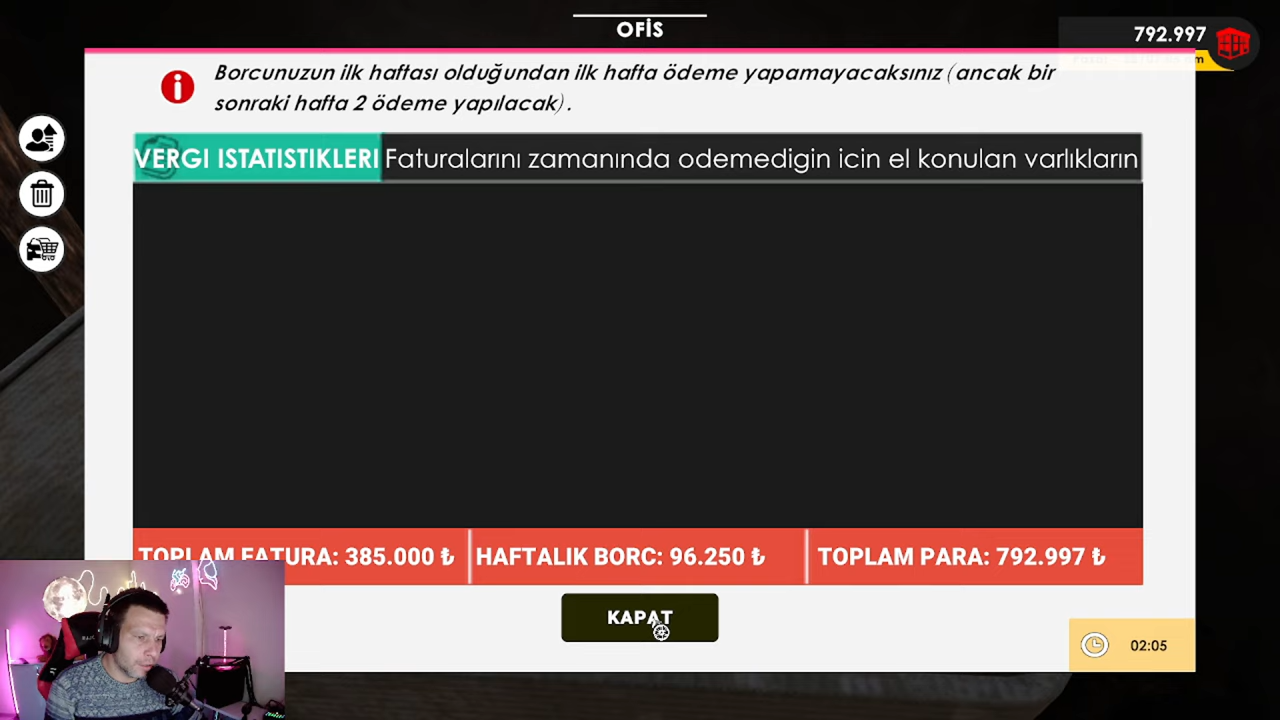 OFİS
792.997
Borcunuzun ilk haftası olduğundan ilk hafta ödeme yapamayacaksınız (ancak bir
sonraki hafta 2 ödeme yapılacak) .
VERGI ISTATISTIKLERI Faturalarını zamanında odemedigin icin el konulan varlıkların
TOPLAM FATURA: 385.000 ₺ HAFTALIK BORC: 96.250 ₺ TOPLAM PARA: 792.997 ₺
KAPAT
02:05